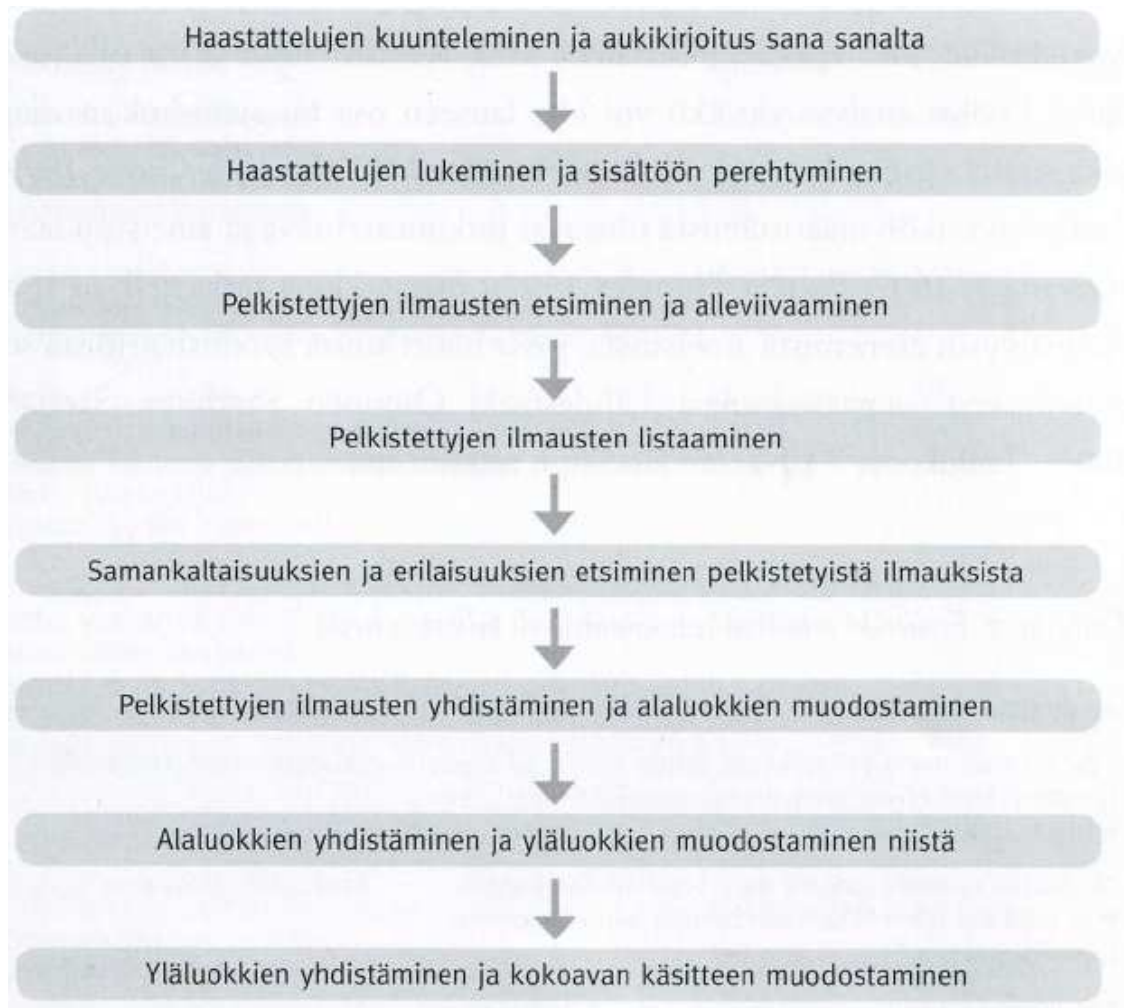 Haastattelujen kuunteleminen ja aukikirjoitus sana sanalta
Haastattelujen lukeminen ja sisältöön perehtyminen
Pelkistettyjen ilmausten etsiminen ja alleviivaaminen
Pelkistettyjen ilmausten listaaminen
Samankaltaisuuksien ja erilaisuuksien etsiminen pelkistetyistä ilmauksista
Pelkistettyjen ilmausten yhdistäminen ja alaluokkien muodostaminen
Alaluokkien yhdistäminen ja yläluokkien muodostaminen niistä
Yläluokkien yhdistäminen ja kokoavan käsitteen muodostaminen